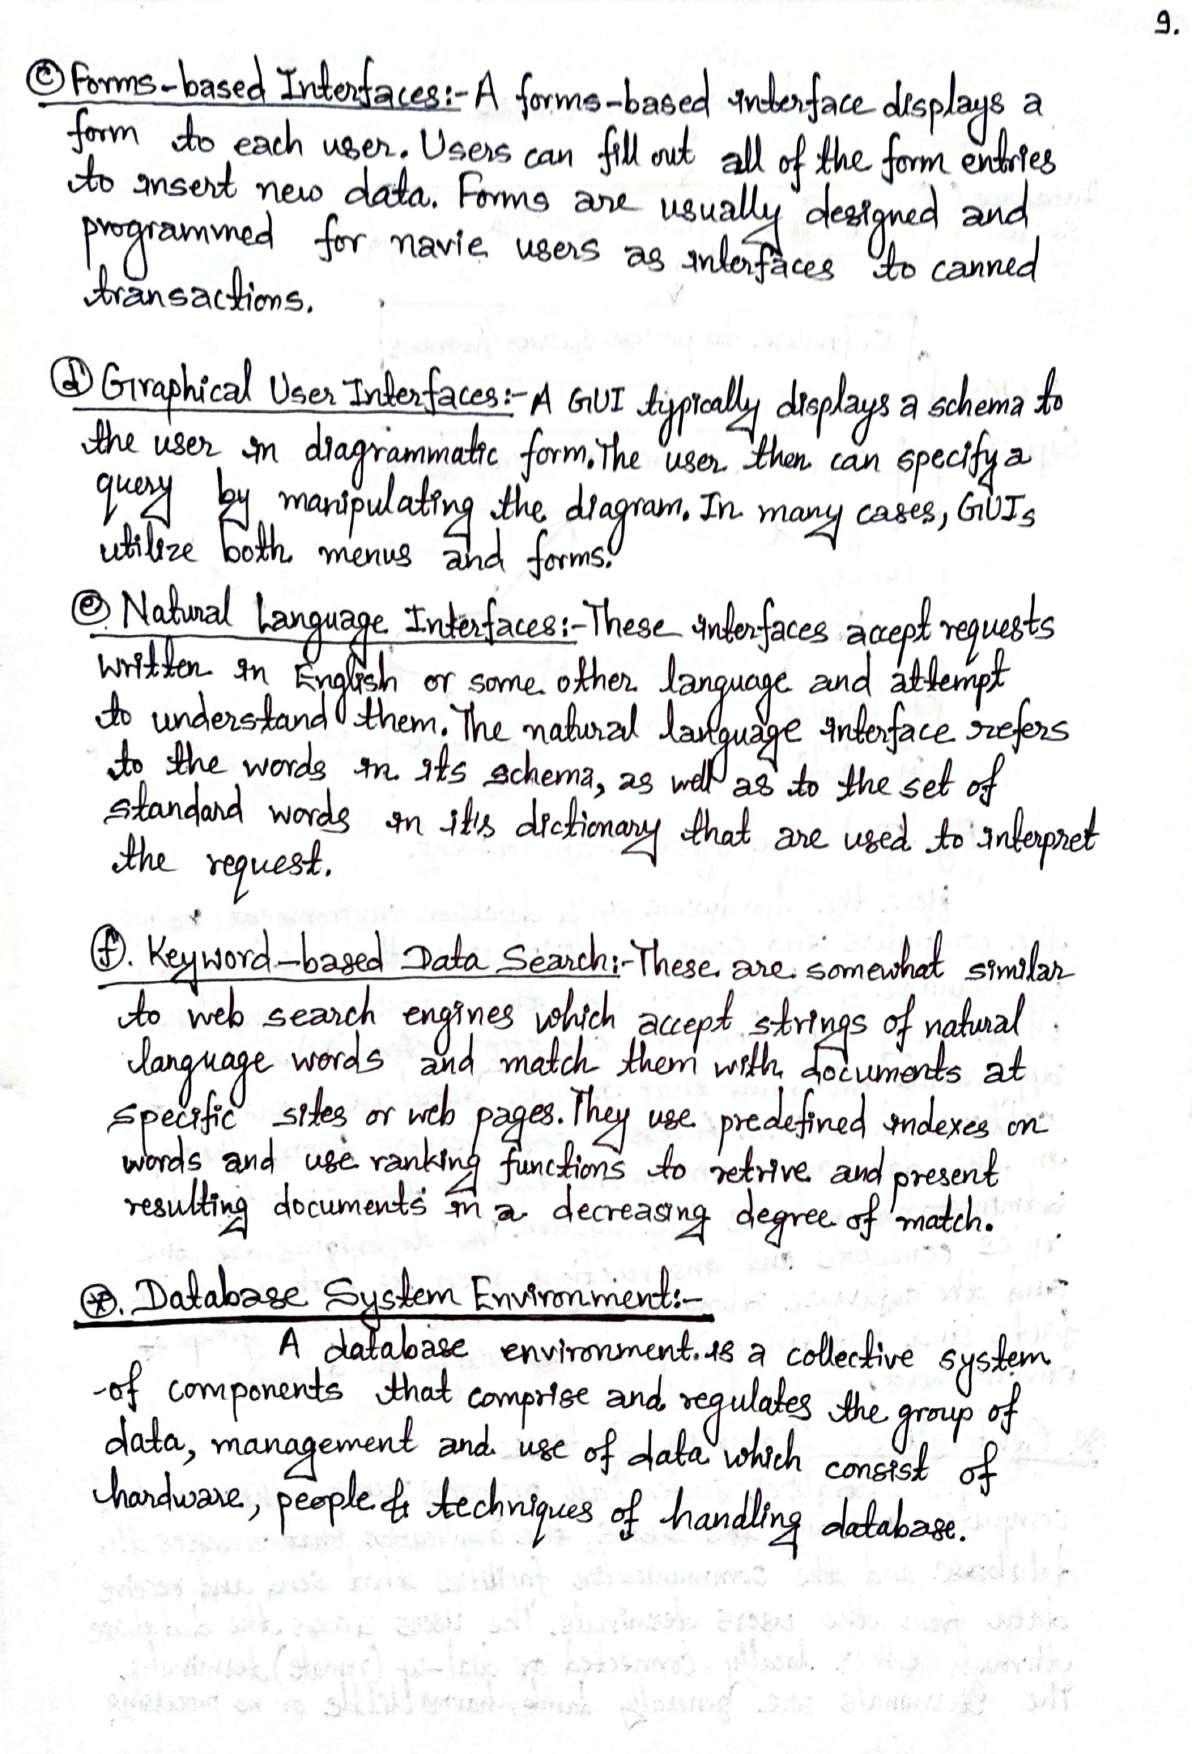 9.
ⓒ Forms-based Interfaces:- A forms-based interface displays a
form to each user. Users can fill out all of the form entries
to insert new data. Forms are usually designed and
programmed for navie users as interfaces to canned
transactions.
ⓓ Graphical User Interfaces:- A GUI typically displays a schema to
the user in diagrammatic form. The user then can specify a
query by manipulating the diagram. In many cases, GUIs
utilize both menus and forms.
ⓔ. Natural Language Interfaces:- These interfaces accept requests
written in English or some other language and attempt
to understand them. The natural language interface refers
to the words in its schema, as well as to the set of
standard words in it's dictionary that are used to interpret
the request.
ⓕ. Keyword-based Data Search:- These are somewhat similar
to web search engines which accept strings of natural
language words and match them with documents at
specific sites or web pages. They use predefined indexes on
words and use ranking functions to retrive and present
resulting documents in a decreasing degree of match.
⊛. Database System Environment:-
A database environment is a collective system
of components that comprise and regulates the group of
data, management and use of data which consist of
hardware, people & techniques of handling database.